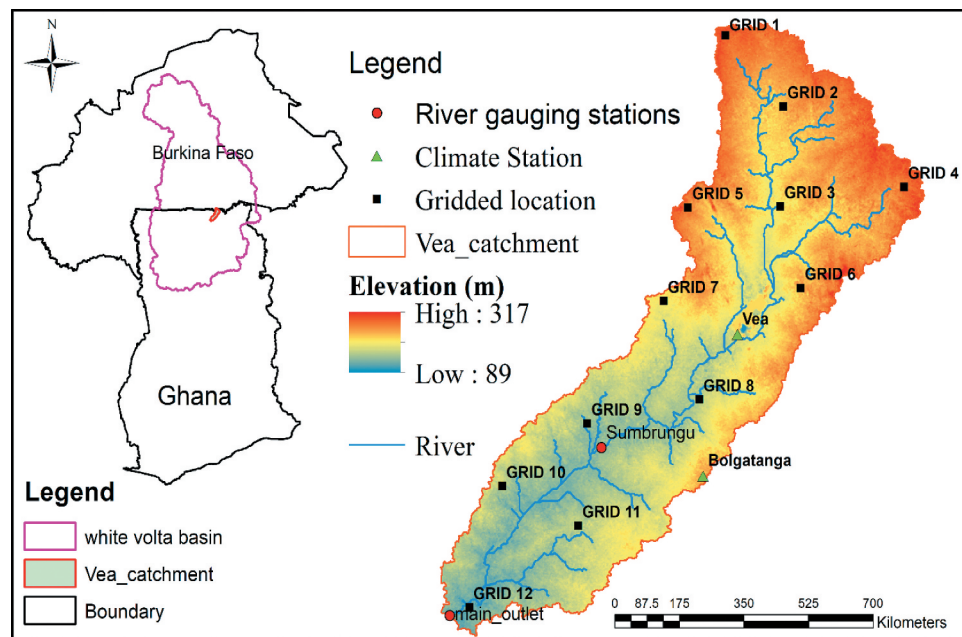 N
Burkina Faso
Ghana
Legend
white volta basin
Vea_catchment
Boundary
Legend
River gauging stations
Climate Station
Gridded location
Vea_catchment
Elevation (m)
High : 317
Low : 89
River
GRID 1
GRID 2
GRID 4
GRID 5
GRID 3
GRID 6
GRID 7
Vea
GRID 8
GRID 9
Sumbrungu
Bolgatanga
GRID 10
GRID 11
GRID 12
main_outlet
0 87.5 175 350 525 700
Kilometers